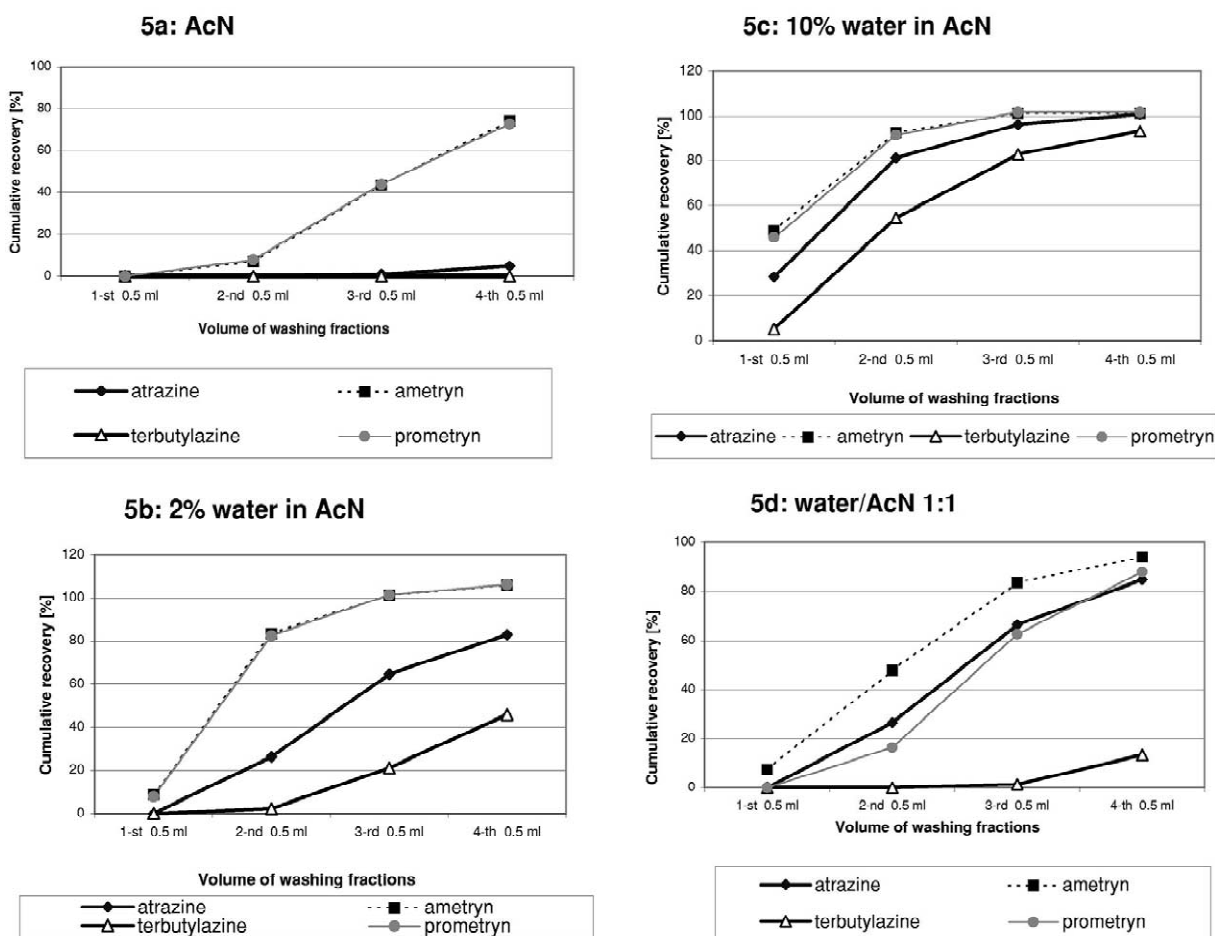 5a: AcN
Cumulative recovery [%]
100
80
60
40
20
0
1-st 0.5 ml 2-nd 0.5 ml 3-rd 0.5 ml 4-th 0.5 ml
Volume of washing fractions
atrazine ametryn
terbutylazine prometryn
5c: 10% water in AcN
Cumulative recovery [%]
120
100
80
60
40
20
0
1-st 0.5 ml 2-nd 0.5 ml 3-rd 0.5 ml 4-th 0.5 ml
Volume of washing fractions
atrazine ametryn terbutylazine prometryn
5b: 2% water in AcN
Cumulative recovery [%]
120
100
80
60
40
20
0
1-st 0.5 ml 2-nd 0.5 ml 3-rd 0.5 ml 4-th 0.5 ml
Volume of washing fractions
atrazine ametryn
terbutylazine prometryn
5d: water/AcN 1:1
Cumulative recovery [%]
100
80
60
40
20
0
1-st 0.5 ml 2-nd 0.5 ml 3-rd 0.5 ml 4-th 0.5 ml
Volume of washing fractions
atrazine ametryn
terbutylazine prometryn